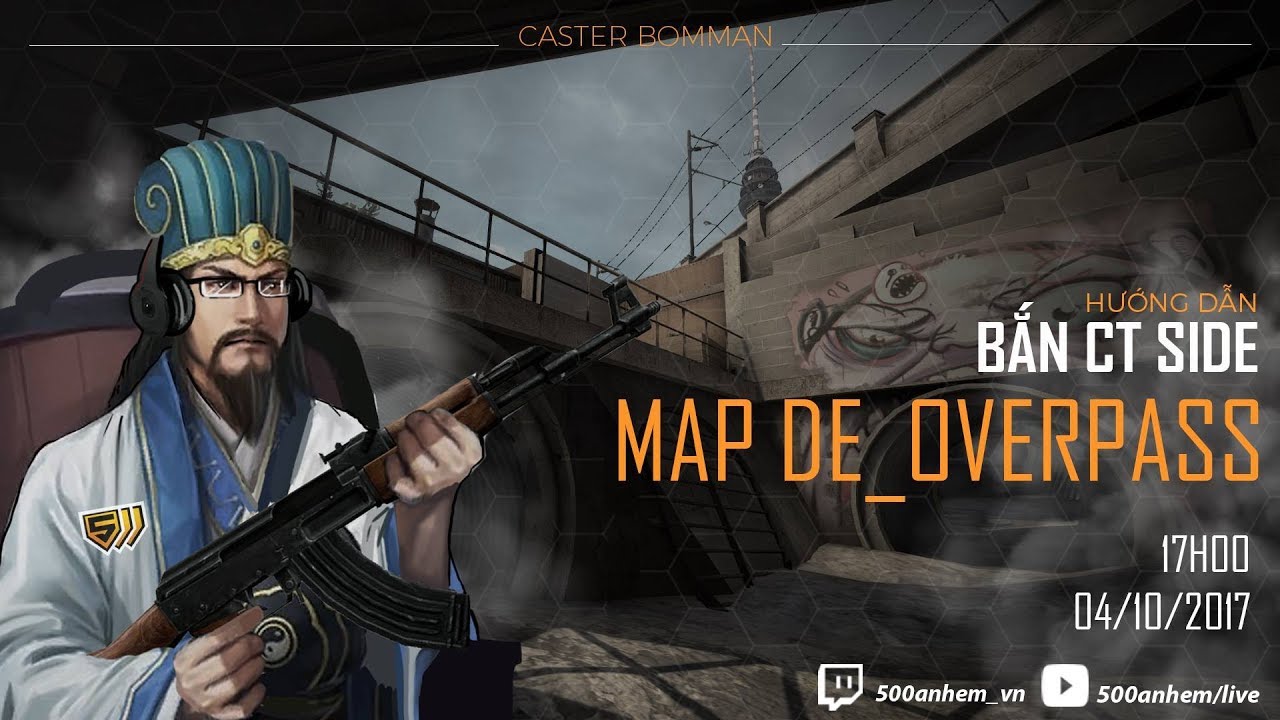 CASTER BOMMAN
HƯỚNG DẪN
BẮN CT SIDE
MAP DE_OVERPASS
17H00
04/10/2017
500anhem_vn
500anhem/live